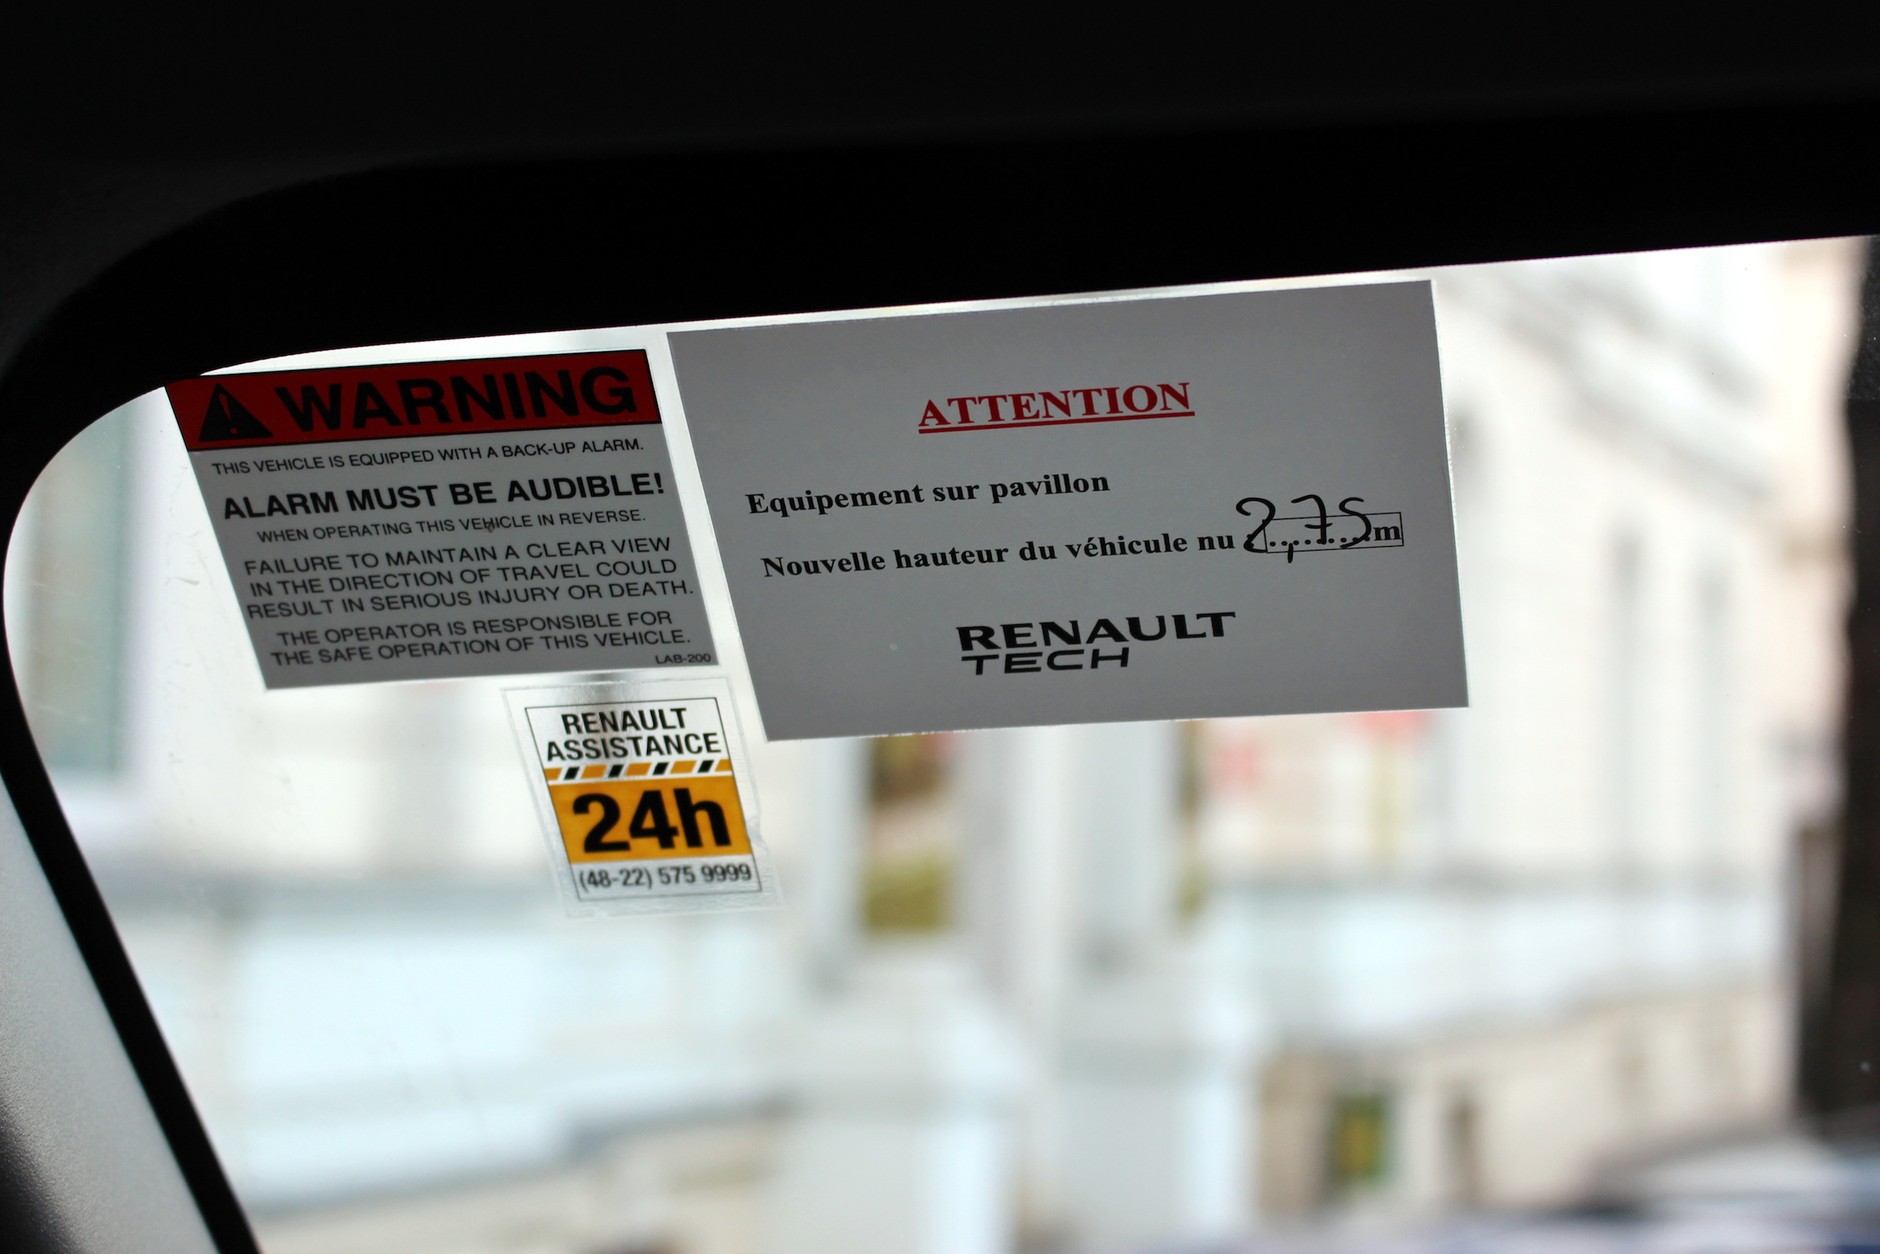 WARNING
THIS VEHICLE IS EQUIPPED WITH A BACK-UP ALARM.
ALARM MUST BE AUDIBLE!
WHEN OPERATING THIS VEHICLE IN REVERSE.
FAILURE TO MAINTAIN A CLEAR VIEW
IN THE DIRECTION OF TRAVEL COULD
RESULT IN SERIOUS INJURY OR DEATH.
THE OPERATOR IS RESPONSIBLE FOR
THE SAFE OPERATION OF THIS VEHICLE.
LAB-200
ATTENTION
Equipement sur pavillon
Nouvelle hauteur du véhicule nu 2,75 m
RENAULT
TECH
RENAULT
ASSISTANCE
24h
(48-22) 575 9999